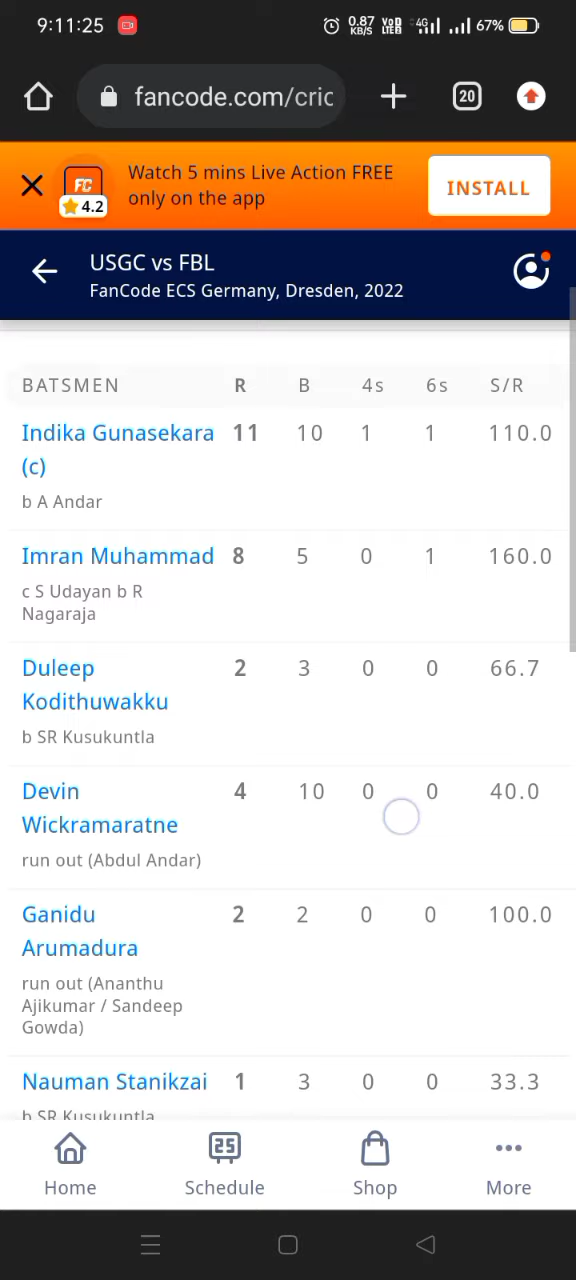 9:11:25 0.87 KB/S VoD LTE 4G 67%
fancode.com/cric 20
Watch 5 mins Live Action FREE
only on the app
FC
4.2
INSTALL
USGC vs FBL
FanCode ECS Germany, Dresden, 2022
BATSMEN R B 4s 6s S/R
Indika Gunasekara 11 10 1 1 110.0
(c)
b A Andar
Imran Muhammad 8 5 0 1 160.0
c S Udayan b R
Nagaraja
Duleep 2 3 0 0 66.7
Kodithuwakku
b SR Kusukuntla
Devin 4 10 0 0 40.0
Wickramaratne
run out (Abdul Andar)
Ganidu 2 2 0 0 100.0
Arumadura
run out (Ananthu
Ajikumar / Sandeep
Gowda)
Nauman Stanikzai 1 3 0 0 33.3
b SR Kusukuntla
25
Home Schedule Shop More